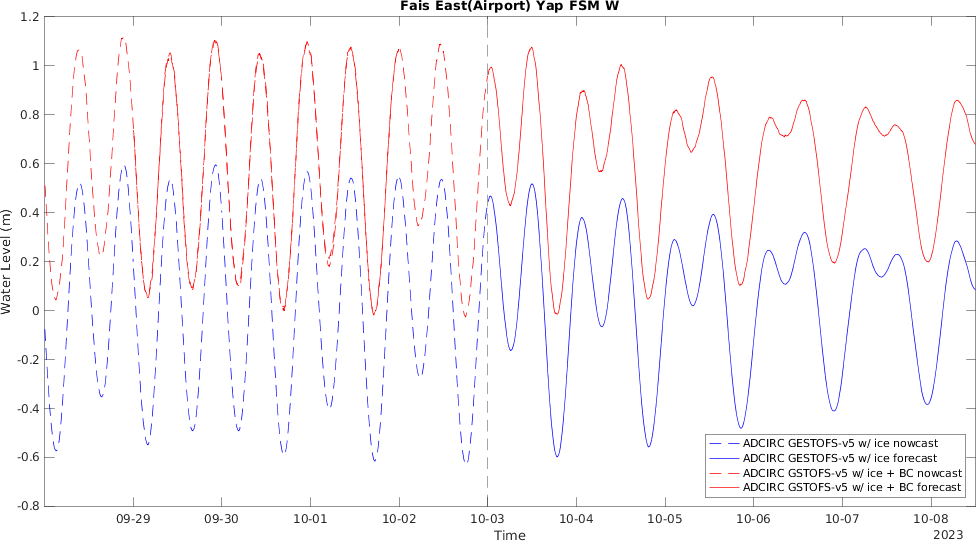 Fais East(Airport) Yap FSM W
1.2
1
0.8
0.6
0.4
0.2
0
-0.2
-0.4
-0.6
-0.8
Water Level (m)
ADCIRC GESTOFS-v5 w/ ice nowcast
ADCIRC GESTOFS-v5 w/ ice forecast
ADCIRC GSTOFS-v5 w/ ice + BC nowcast
ADCIRC GSTOFS-v5 w/ ice + BC forecast
09-29 09-30 10-01 10-02 10-03 10-04 10-05 10-06 10-07 10-08
Time 2023